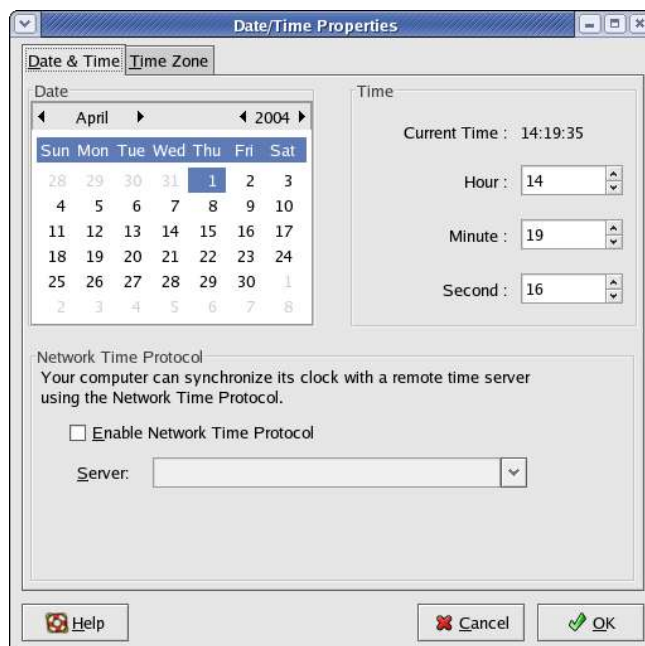 Date/Time Properties
Date & Time Time Zone
Date
April 2004
Sun Mon Tue Wed Thu Fri Sat
28 29 30 31 1 2 3
4 5 6 7 8 9 10
11 12 13 14 15 16 17
18 19 20 21 22 23 24
25 26 27 28 29 30 1
2 3 4 5 6 7 8
Time
Current Time : 14:19:35
Hour : 14
Minute : 19
Second : 16
Network Time Protocol
Your computer can synchronize its clock with a remote time server
using the Network Time Protocol.
Enable Network Time Protocol
Server:
Help Cancel OK